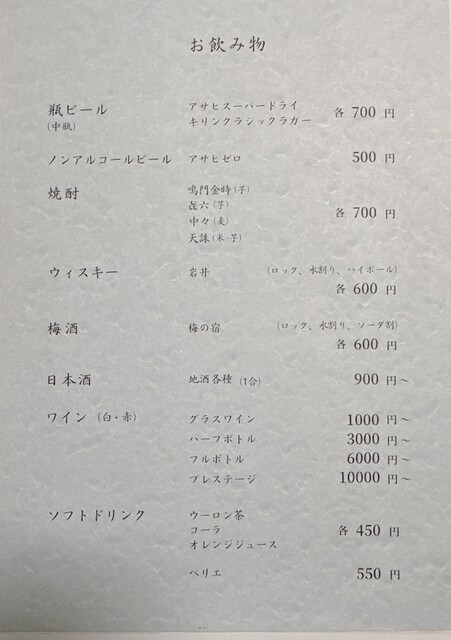 お飲み物
瓶ビール アサヒスーパードライ 各 700 円
(中瓶) キリンクラシックラガー
ノンアルコールビール アサヒゼロ 500 円
焼酎 鳴門金時(芋)
㐂六(芋)
中々(麦) 各 700 円
天誅(米・芋)
ウィスキー 岩井 (ロック、水割り、ハイボール)
各 600 円
梅酒 梅の宿 (ロック、水割り、ソーダ割)
各 600 円
日本酒 地酒各種 (1合) 900 円～
ワイン (白・赤) グラスワイン 1000 円～
ハーフボトル 3000 円～
フルボトル 6000 円～
プレステージ 10000 円～
ソフトドリンク ウーロン茶
コーラ 各 450 円
オレンジジュース
ペリエ 550 円